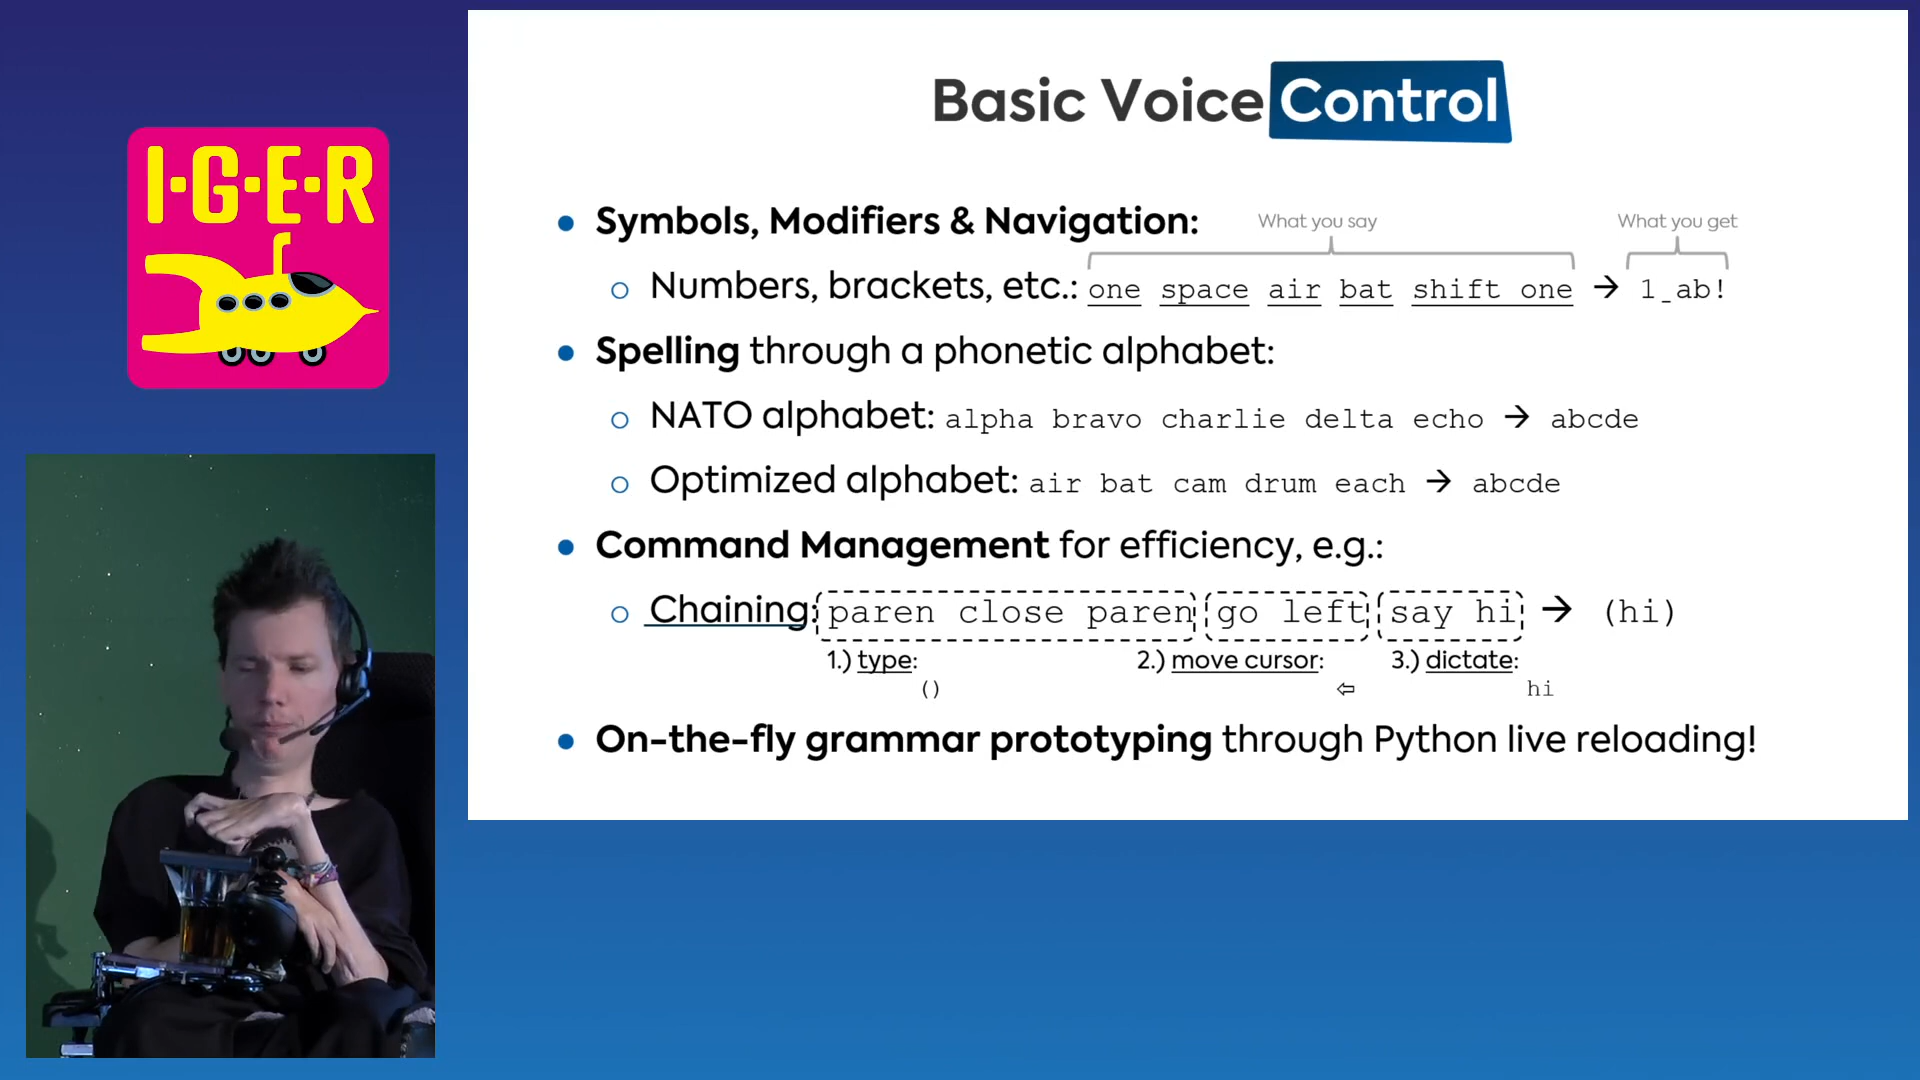 I·G·E·R
Basic Voice Control
• Symbols, Modifiers & Navigation:
What you say
What you get
○ Numbers, brackets, etc.: one space air bat shift one → 1_ab!
• Spelling through a phonetic alphabet:
○ NATO alphabet: alpha bravo charlie delta echo → abcde
○ Optimized alphabet: air bat cam drum each → abcde
• Command Management for efficiency, e.g.:
○ Chaining: paren close paren go left say hi → (hi)
1.) type: 2.) move cursor: 3.) dictate:
() ⇦ hi
• On-the-fly grammar prototyping through Python live reloading!